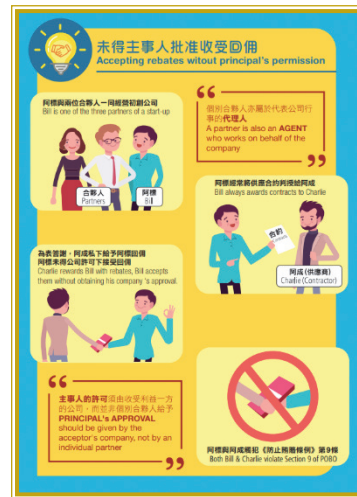 未得主事人批准收受回佣
Accepting rebates witout principal's permission
阿標與兩位合夥人一同經營初創公司
Bill is one of the three partners of a start-up
合夥人
Partners
阿標
Bill
個別合夥人亦屬於代表公司行
事的代理人
A partner is also an AGENT
who works on behalf of the
company
阿標經常將供應合約判授給阿成
Bill always awards contracts to Charlie
合約
阿成(供應商)
Charlie (Contractor)
為表答謝，阿成私下給予阿標回佣
阿標未得公司許可下接受回佣
Charlie rewards Bill with rebates, Bill accepts
them without obtaining his company 's approval.
主事人的許可須由收受利益一方
的公司，而並非個別合夥人給予
PRINCIPAL's APPROVAL
should be given by the
acceptor's company, not by an
individual partner
阿標與阿成觸犯《防止賄賂條例》第9條
Both Bill & Charlie violate Section 9 of POBO